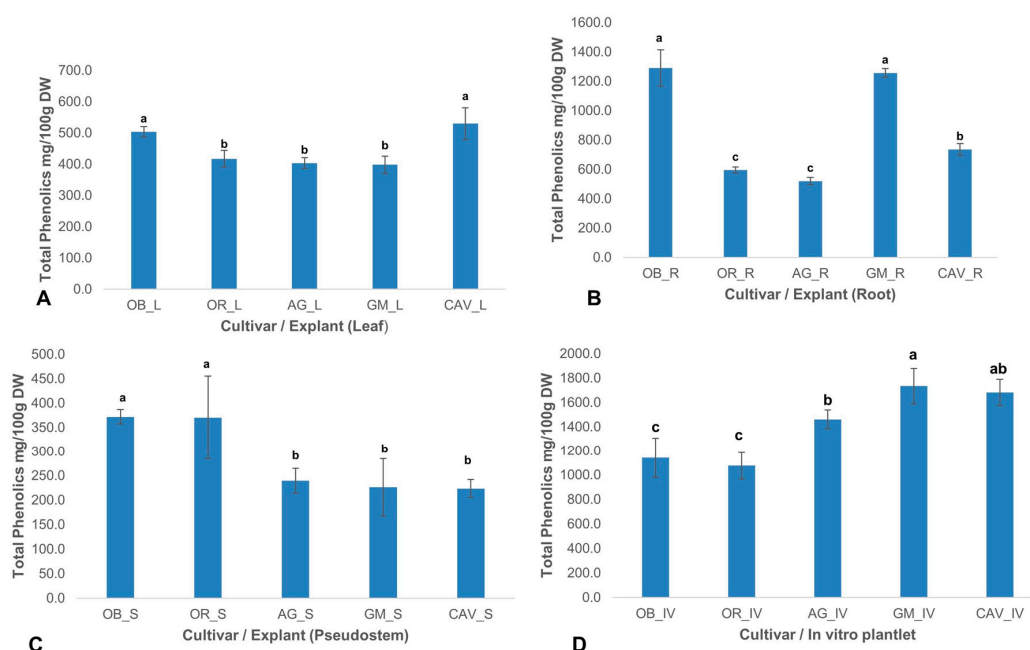 A
Total Phenolics mg/100g DW
700.0
600.0
500.0
400.0
300.0
200.0
100.0
0.0
a
b
b
b
a
OB_L OR_L AG_L GM_L CAV_L
Cultivar / Explant (Leaf)
B
Total Phenolics mg/100g DW
1600.0
1400.0
1200.0
1000.0
800.0
600.0
400.0
200.0
0.0
a
c
c
a
b
OB_R OR_R AG_R GM_R CAV_R
Cultivar / Explant (Root)
C
Total Phenolics mg/100g DW
500.0
450.0
400.0
350.0
300.0
250.0
200.0
150.0
100.0
50.0
0.0
a
a
b
b
b
OB_S OR_S AG_S GM_S CAV_S
Cultivar / Explant (Pseudostem)
D
Total Phenolics mg/100g DW
2000.0
1800.0
1600.0
1400.0
1200.0
1000.0
800.0
600.0
400.0
200.0
0.0
c
c
b
a
ab
OB_IV OR_IV AG_IV GM_IV CAV_IV
Cultivar / In vitro plantlet